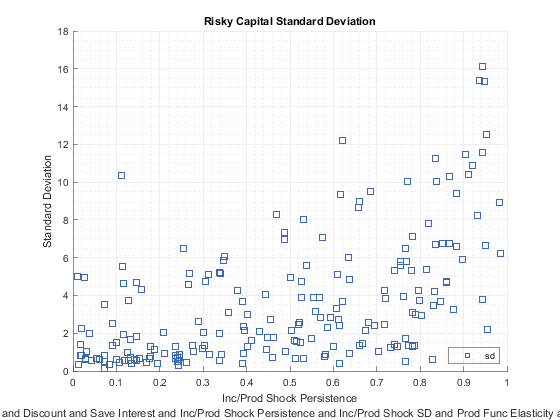 Risky Capital Standard Deviation
18
16
14
12
10
8
6
4
2
0
Standard Deviation
sd
0 0.1 0.2 0.3 0.4 0.5 0.6 0.7 0.8 0.9 1
Inc/Prod Shock Persistence
and Discount and Save Interest and Inc/Prod Shock Persistence and Inc/Prod Shock SD and Prod Func Elasticity a